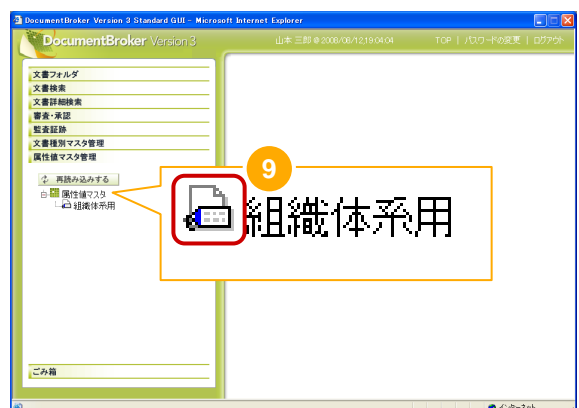 DocumentBroker Version 3 Standard GUI - Microsoft Internet Explorer
DocumentBroker Version 3
山本 三郎 @ 2008/08/12,19:04:04
TOP | パスワードの変更 | ログアウト
文書フォルダ
文書検索
文書詳細検索
審査・承認
監査証跡
文書種別マスタ管理
属性値マスタ管理
再読み込みする
属性値マスタ
組織体系用
9
組織体系用
ごみ箱
インターネット